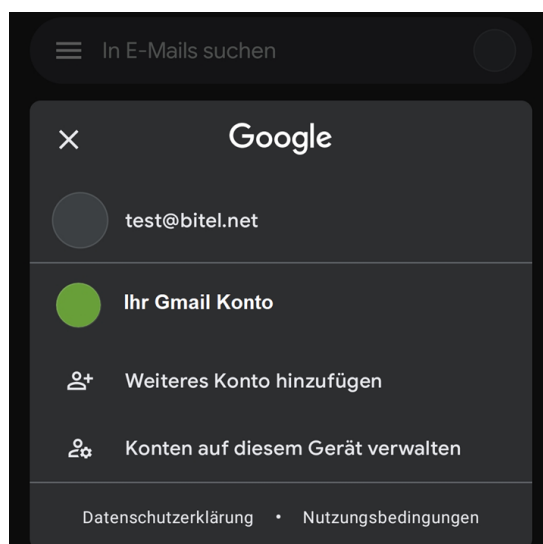 In E-Mails suchen
Google
test@bitel.net
Ihr Gmail Konto
Weiteres Konto hinzufügen
Konten auf diesem Gerät verwalten
Datenschutzerklärung • Nutzungsbedingungen